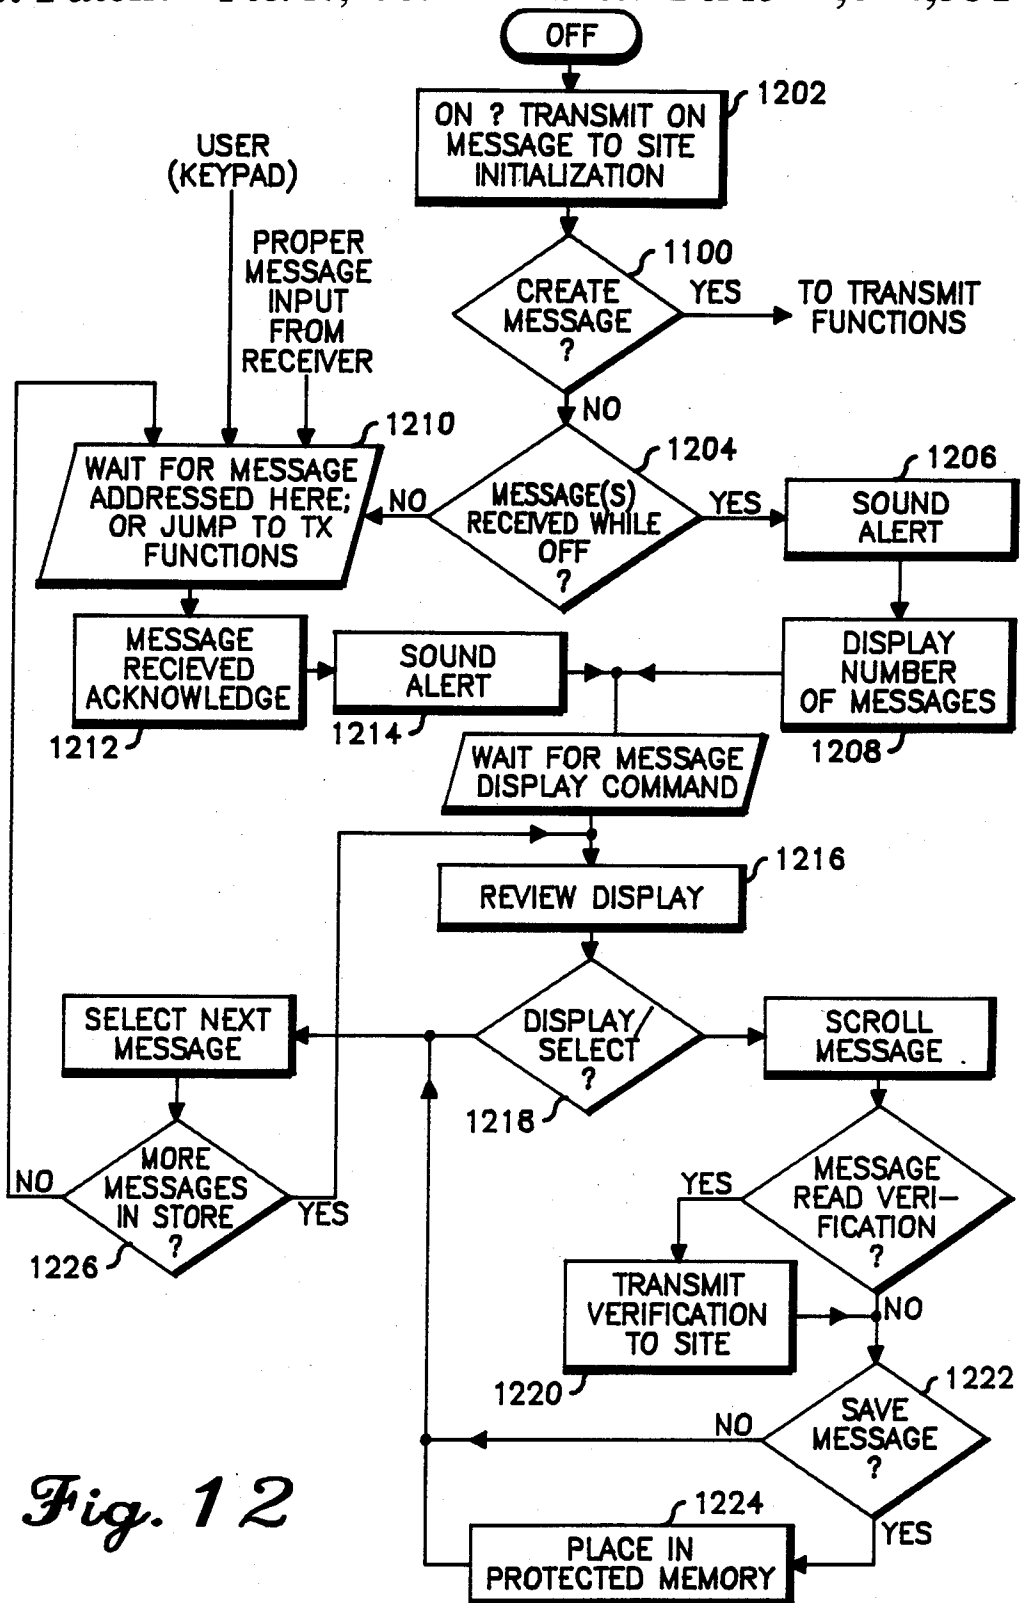 OFF
1202
ON ? TRANSMIT ON
MESSAGE TO SITE
INITIALIZATION
USER
(KEYPAD)
PROPER
MESSAGE
INPUT
FROM
RECEIVER
1100
CREATE
MESSAGE
?
YES
TO TRANSMIT
FUNCTIONS
NO
1210
WAIT FOR MESSAGE
ADDRESSED HERE;
OR JUMP TO TX
FUNCTIONS
NO
1204
MESSAGE(S)
RECEIVED WHILE
OFF
?
YES
1206
SOUND
ALERT
MESSAGE
RECIEVED
ACKNOWLEDGE
1212
SOUND
ALERT
1214
DISPLAY
NUMBER
OF MESSAGES
1208
WAIT FOR MESSAGE
DISPLAY COMMAND
1216
REVIEW DISPLAY
SELECT NEXT
MESSAGE
DISPLAY/
SELECT
?
1218
SCROLL
MESSAGE
NO
MORE
MESSAGES
IN STORE
?
YES
1226
YES
MESSAGE
READ VERI-
FICATION
?
NO
TRANSMIT
VERIFICATION
TO SITE
1220
1222
SAVE
MESSAGE
?
NO
YES
1224
PLACE IN
PROTECTED MEMORY
Fig. 12